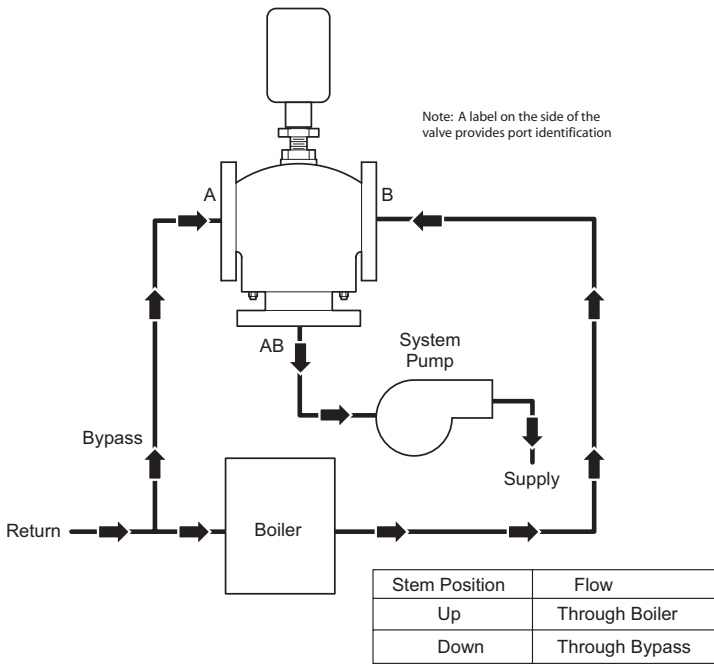 Note: A label on the side of the
valve provides port identification
A
B
AB
System
Pump
Bypass
Supply
Return
Boiler
Stem Position Flow
Up Through Boiler
Down Through Bypass